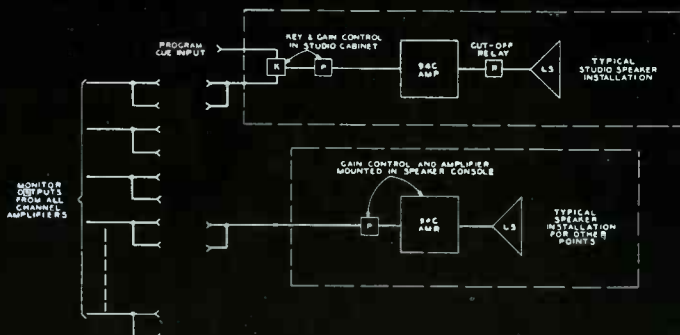 PROGRAM
CUE INPUT
KEY & GAIN CONTROL
IN STUDIO CABINET
K
P
94C
AMP
CUT-OFF
RELAY
P
LS
TYPICAL
STUDIO SPEAKER
INSTALLATION
MONITOR
OUTPUTS
FROM ALL
CHANNEL
AMPLIFIERS
GAIN CONTROL AND AMPLIFIER
MOUNTED IN SPEAKER CONSOLE
P
94C
AMP
LS
TYPICAL
SPEAKER
INSTALLATION
FOR OTHER
POINTS